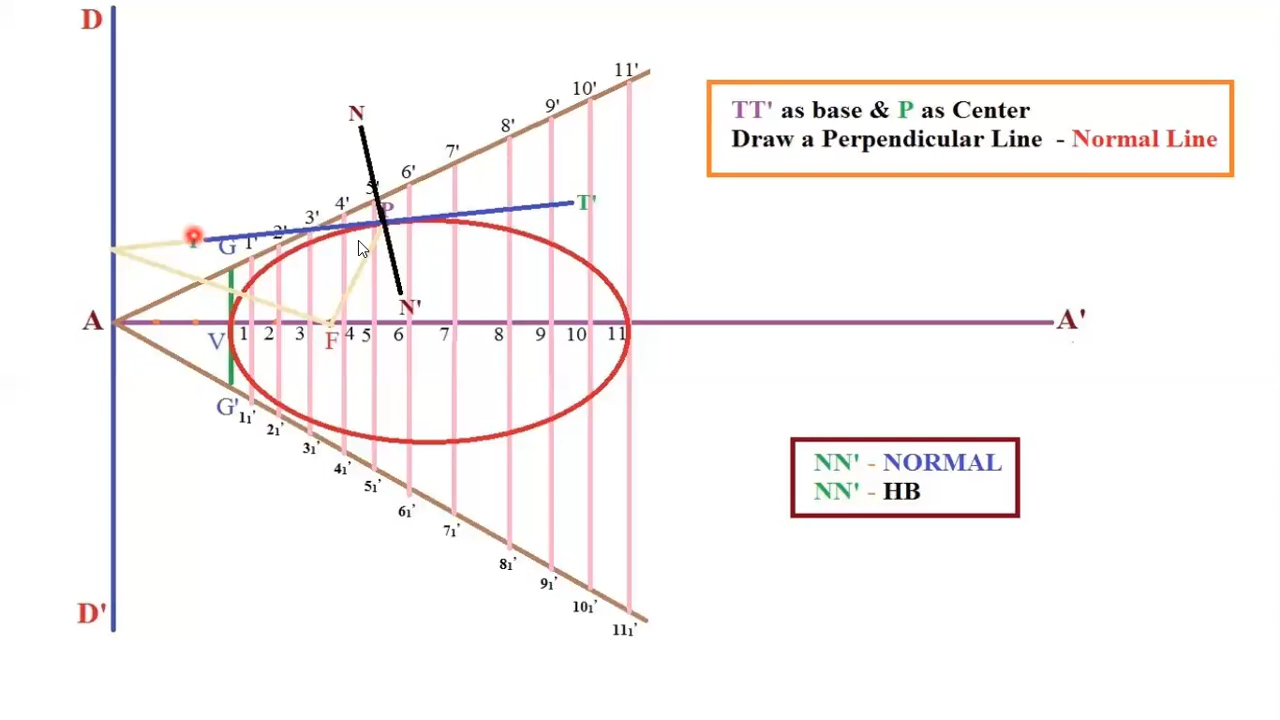 D
11'
10'
9'
8'
7'
6'
5'
4'
3'
2'
1'
G
N
P
T'
TT' as base & P as Center
Draw a Perpendicular Line - Normal Line
N'
A
A'
V
1
2
3
F
4
5
6
7
8
9
10
11
G'
1₁'
2₁'
3₁'
4₁'
5₁'
6₁'
7₁'
8₁'
9₁'
10₁'
11₁'
NN' - NORMAL
NN' - HB
D'